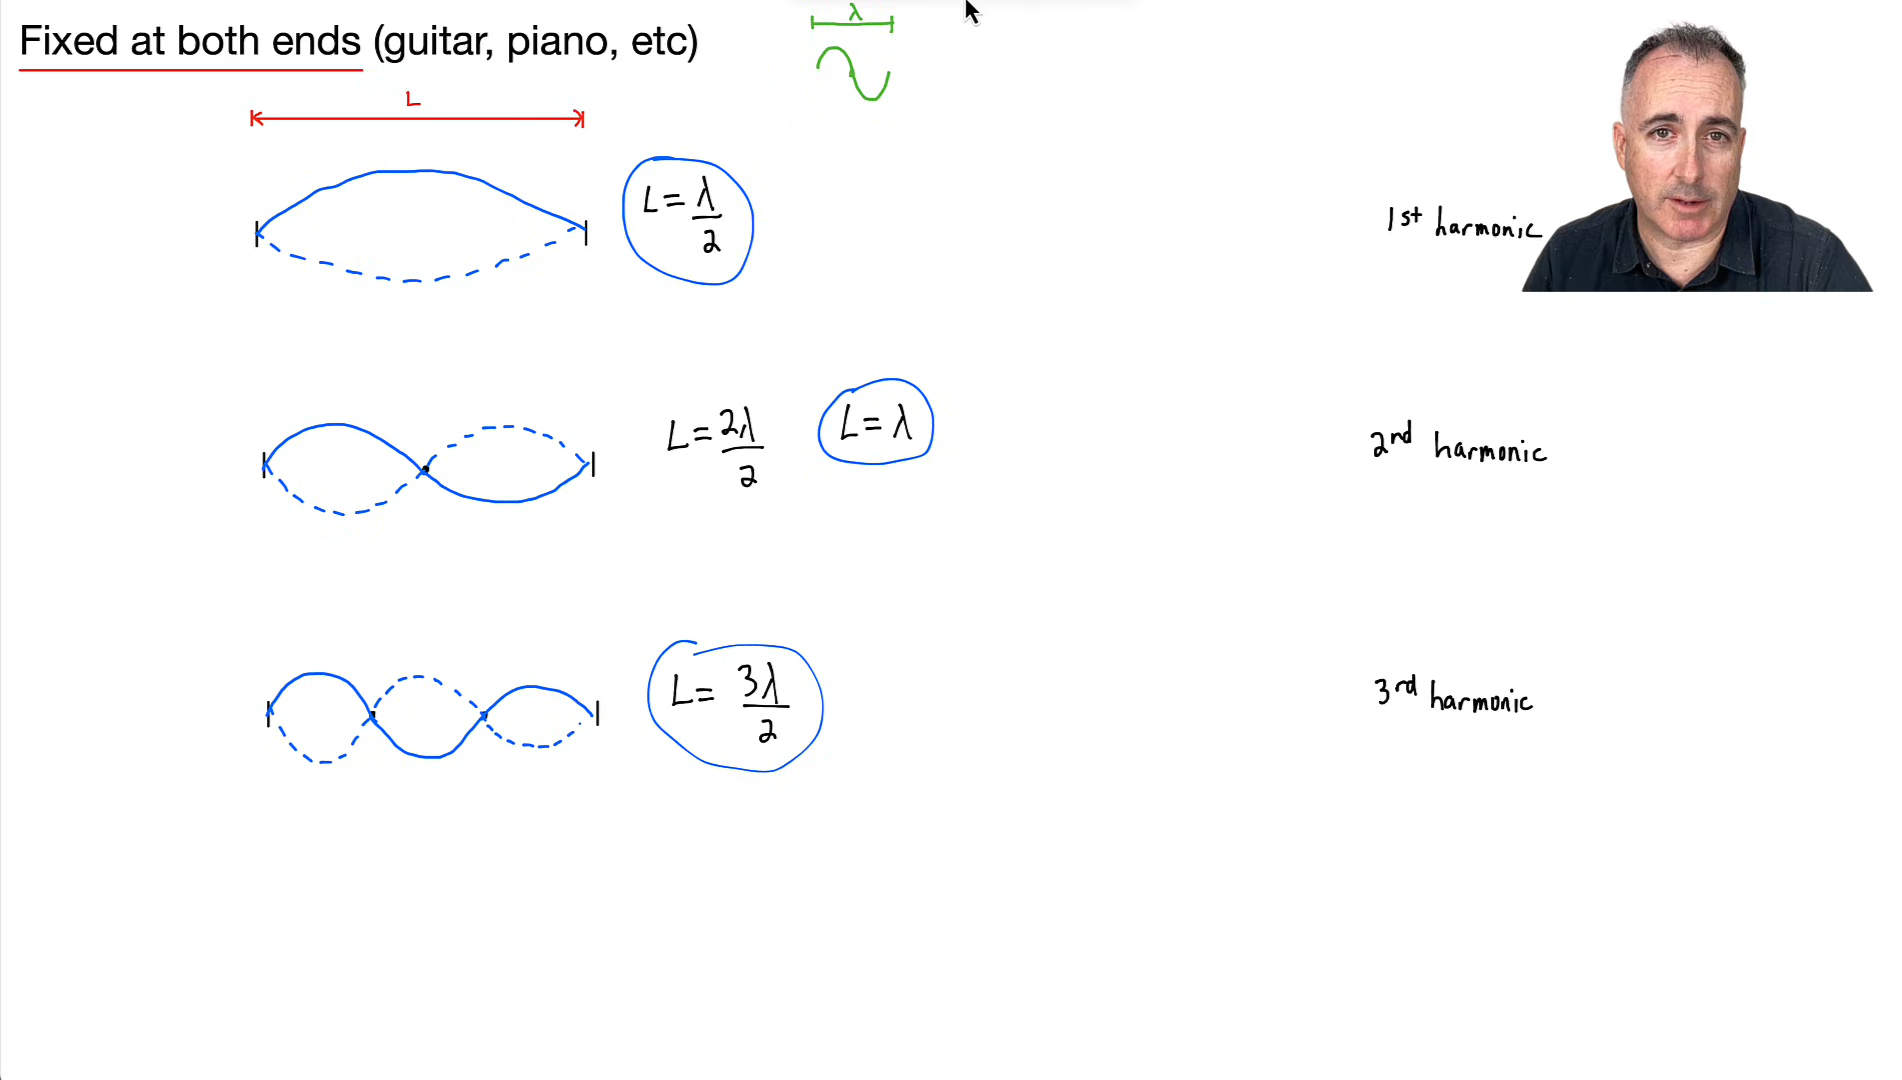 Fixed at both ends (guitar, piano, etc)
λ
L
L = λ/2
1st harmonic
L = 2λ/2
L = λ
2nd harmonic
L = 3λ/2
3rd harmonic